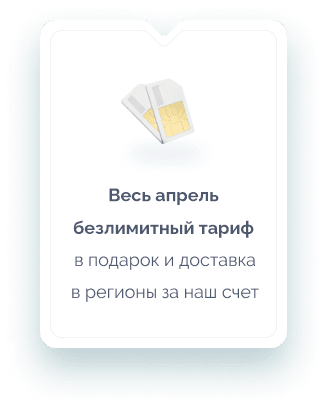 Весь апрель
безлимитный тариф
в подарок и доставка
в регионы за наш счет